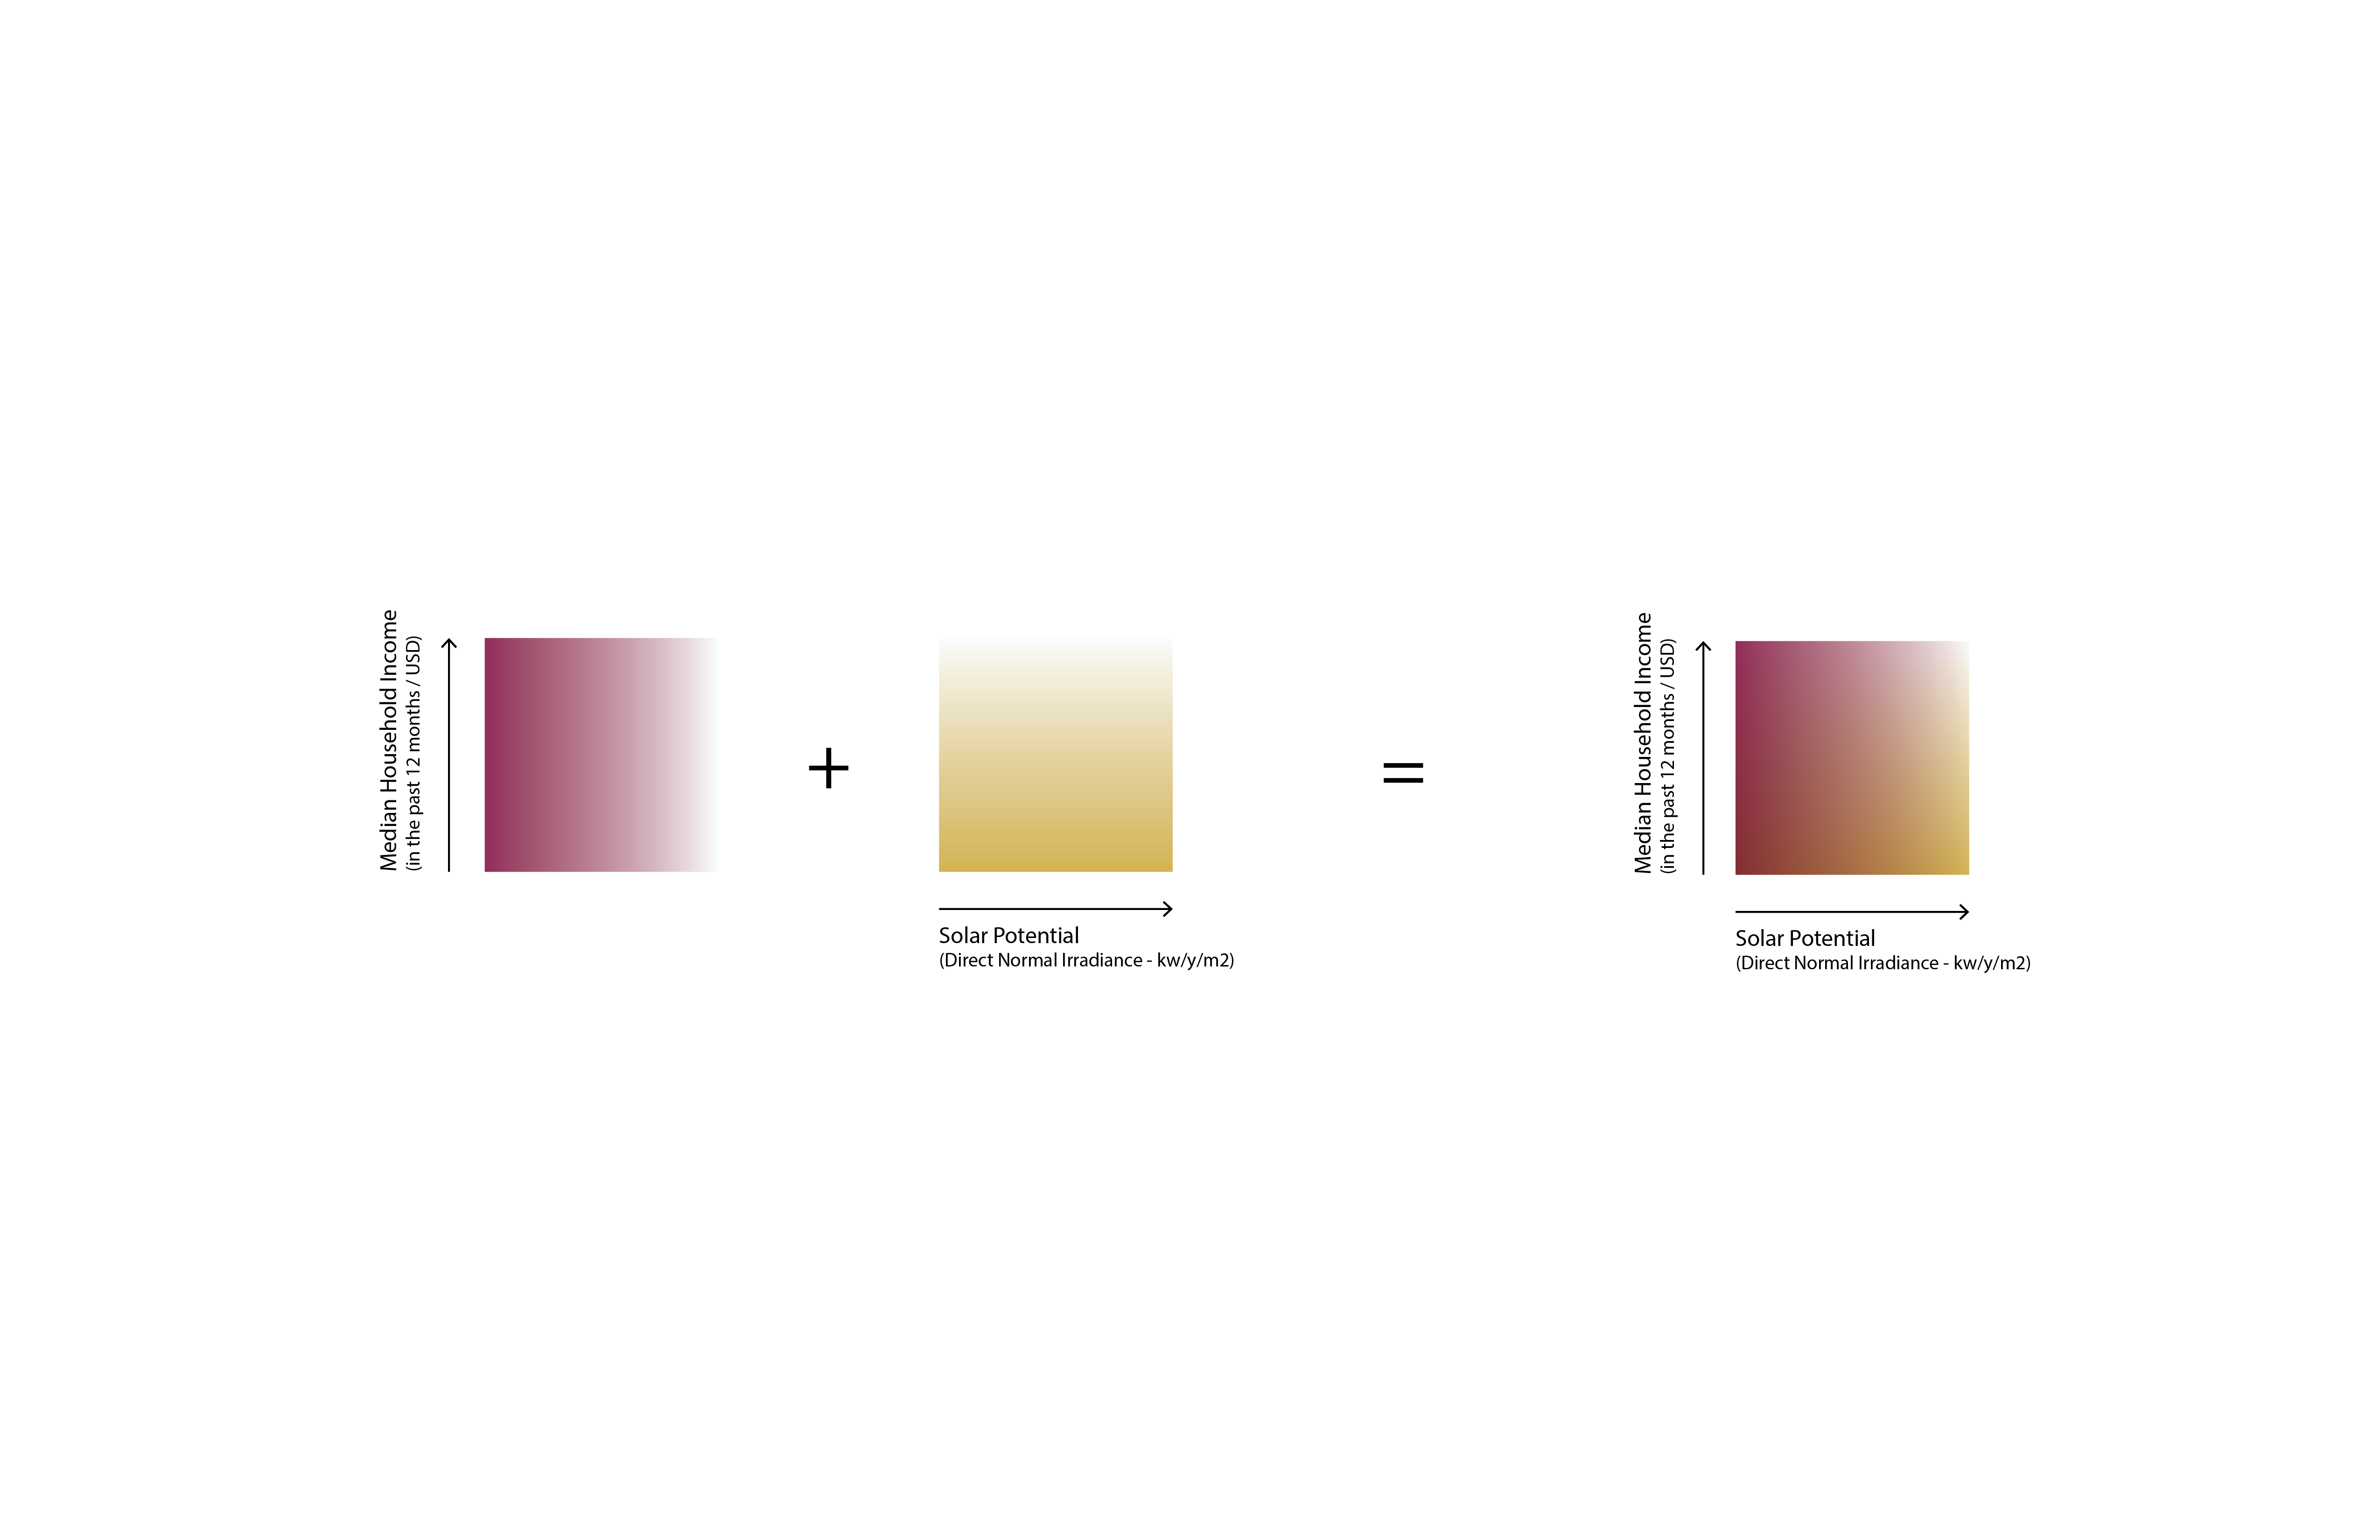 Median Household Income
(in the past 12 months / USD)
+
Solar Potential
(Direct Normal Irradiance - kw/y/m2)
=
Median Household Income
(in the past 12 months / USD)
Solar Potential
(Direct Normal Irradiance - kw/y/m2)